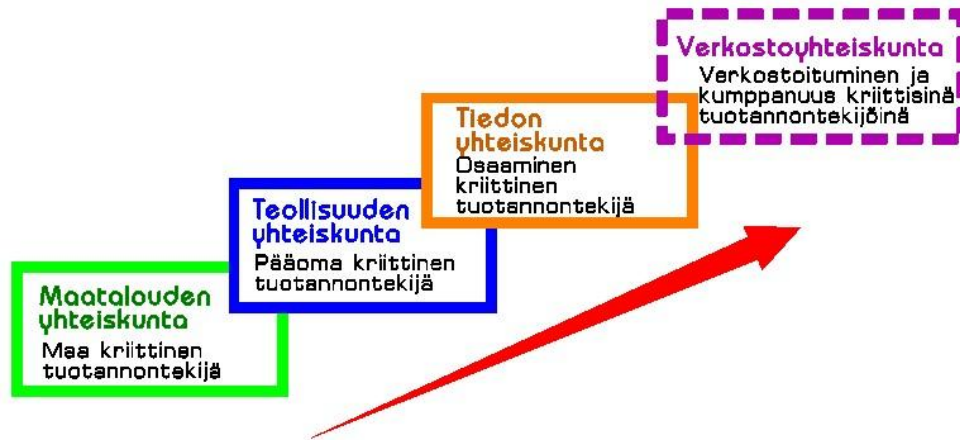 Verkostoyhteiskunta
Verkostoituminen ja
kumppanuus kriittisinä
tuotannontekijöinä
Tiedon
yhteiskunta
Osaaminen
kriittinen
tuotannontekijä
Teollisuuden
yhteiskunta
Pääoma kriittinen
tuotannontekijä
Maatalouden
yhteiskunta
Maa kriittinen
tuotannontekijä